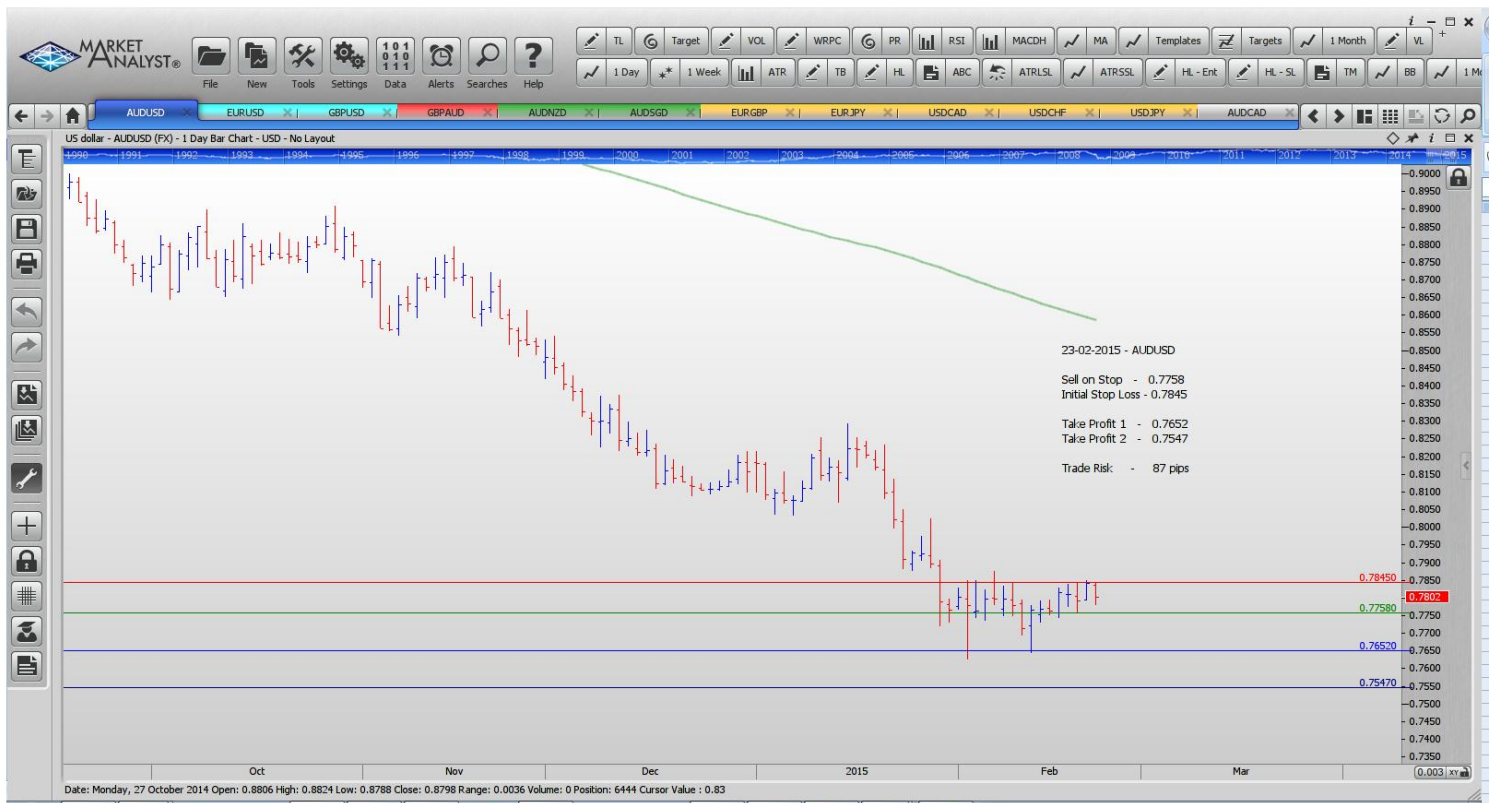 MARKET
ANALYST®
File New Tools Settings Data Alerts Searches Help
TL Target VOL WRPC PR RSI MACDH MA Templates Targets 1 Month VL
1 Day 1 Week ATR TB HL ABC ATRLSL ATRSSL HL - Ent HL - SL TM BB
AUDUSD EURUSD GBPUSD GBPAUD AUDNZD AUDSGD EURGBP EURJPY USDCAD USDCHF USDJPY AUDCAD
US dollar - AUDUSD (FX) - 1 Day Bar Chart - USD - No Layout
1990 1991 1992 1993 1994 1995 1996 1997 1998 1999 2000 2001 2002 2003 2004 2005 2006 2007 2008 2009 2010 2011 2012 2013 2014 2015
0.9000
0.8950
0.8900
0.8850
0.8800
0.8750
0.8700
0.8650
0.8600
0.8550
0.8500
0.8450
0.8400
0.8350
0.8300
0.8250
0.8200
0.8150
0.8100
0.8050
0.8000
0.7950
0.7900
0.7850
0.7802
0.7750
0.7700
0.7650
0.7600
0.7550
0.7500
0.7450
0.7400
0.7350
23-02-2015 - AUDUSD
Sell on Stop - 0.7758
Initial Stop Loss - 0.7845
Take Profit 1 - 0.7652
Take Profit 2 - 0.7547
Trade Risk - 87 pips
0.78450
0.77580
0.76520
0.75470
Oct Nov Dec 2015 Feb Mar
0.003 XY
Date: Monday, 27 October 2014 Open: 0.8806 High: 0.8824 Low: 0.8788 Close: 0.8798 Range: 0.0036 Volume: 0 Position: 6444 Cursor Value : 0.83